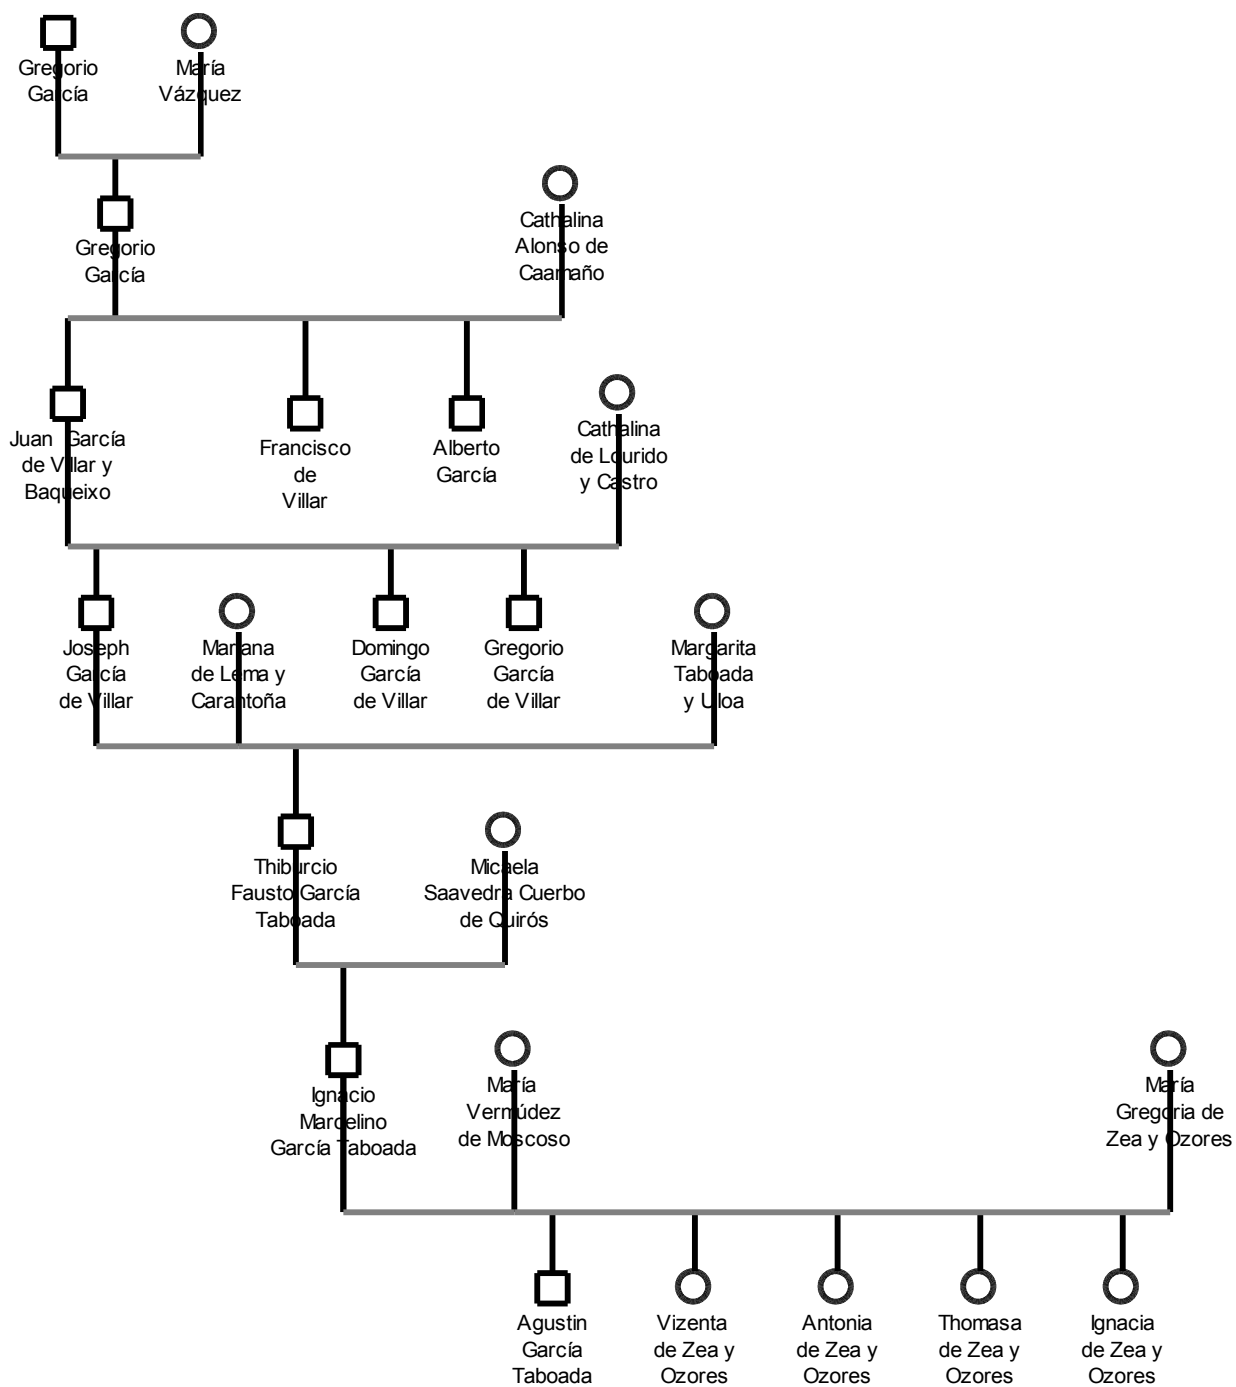 Gregorio
García
María
Vázquez
Gregorio
García
Cathalina
Alonso de
Caamaño
Juan García
de Villar y
Baqueixo
Francisco
de
Villar
Alberto
García
Cathalina
de Lourido
y Castro
Joseph
García
de Villar
Mariana
de Lema y
Carantoña
Domingo
García
de Villar
Gregorio
García
de Villar
Margarita
Taboada
y Uloa
Thiburcio
Fausto García
Taboada
Micaela
Saavedra Cuerbo
de Quirós
Ignacio
Marcelino
García Taboada
María
Vermúdez
de Moscoso
María
Gregoria de
Zea y Ozores
Agustin
García
Taboada
Vizenta
de Zea y
Ozores
Antonia
de Zea y
Ozores
Thomasa
de Zea y
Ozores
Ignacia
de Zea y
Ozores